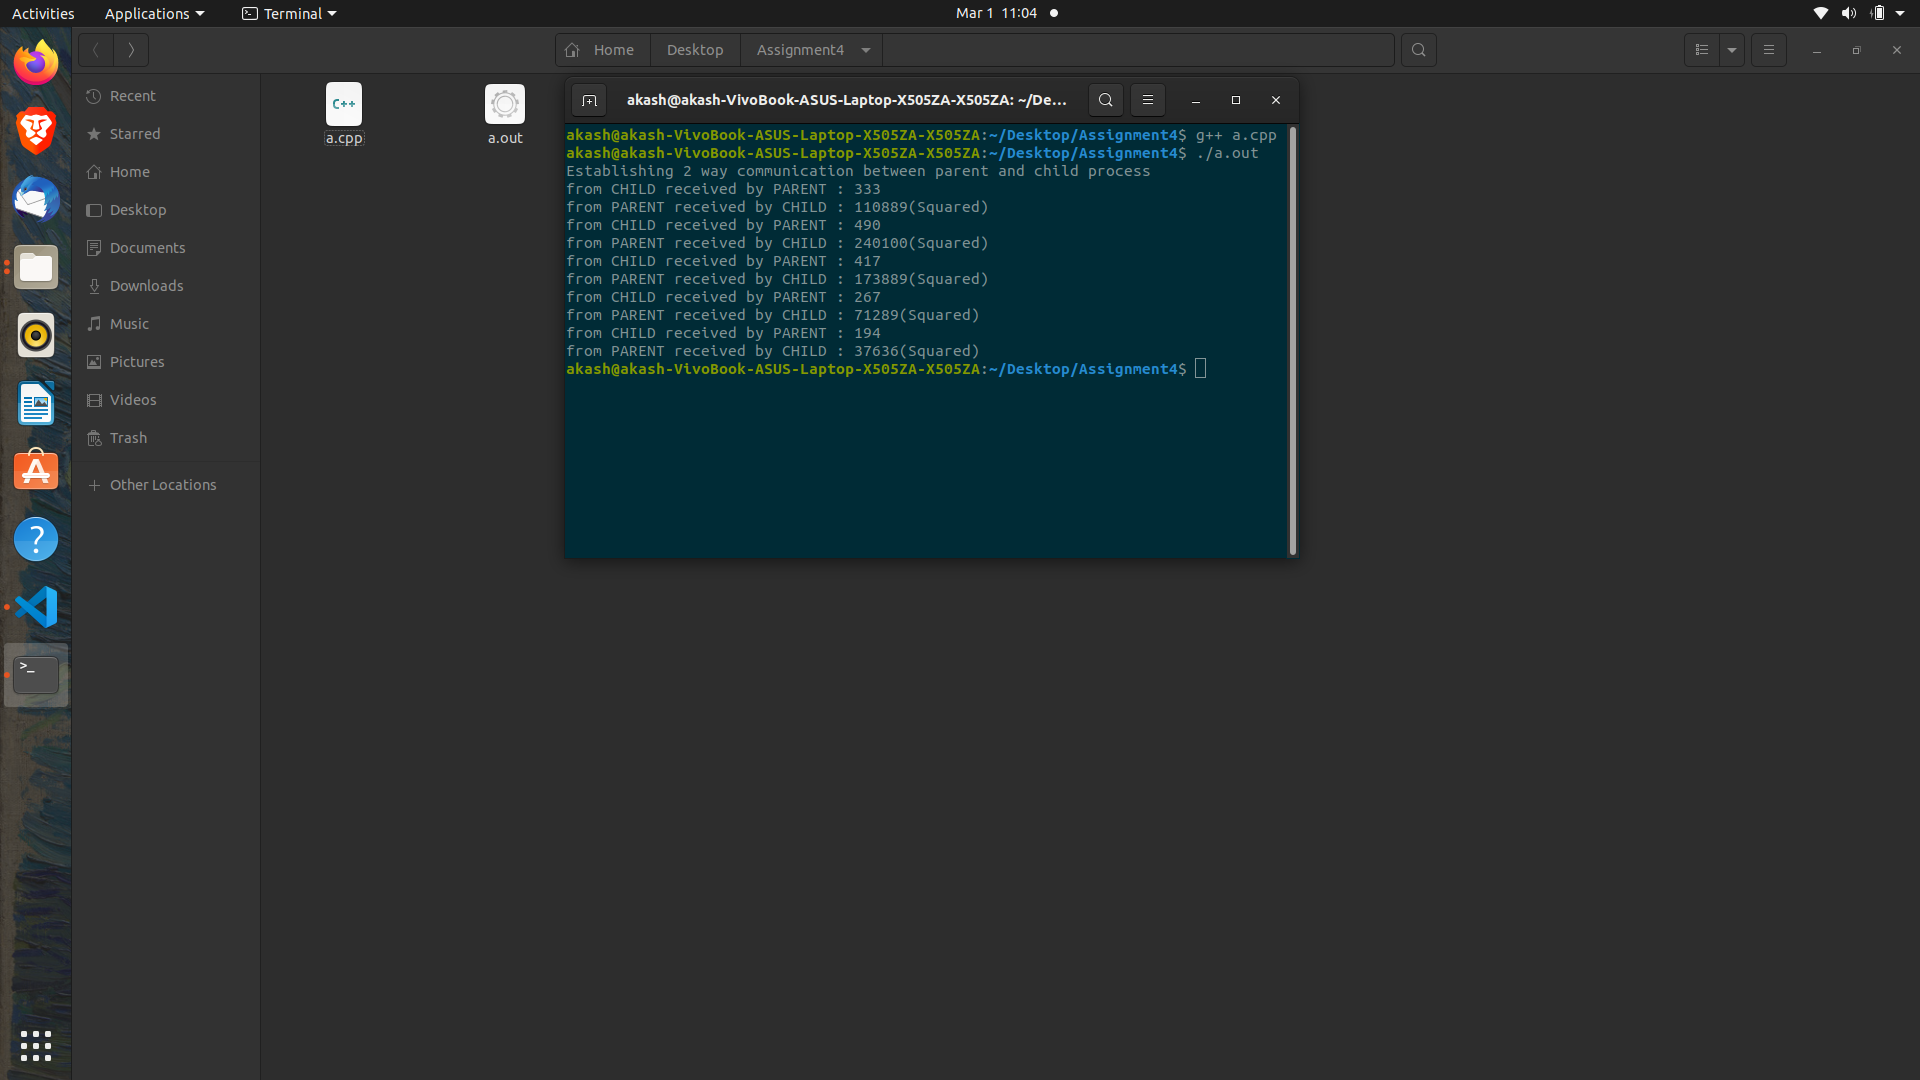 Activities Applications Terminal Mar 1 11:04
Home Desktop Assignment4
Recent
Starred
Home
Desktop
Documents
Downloads
Music
Pictures
Videos
Trash
Other Locations
C++
a.cpp
a.out
akash@akash-VivoBook-ASUS-Laptop-X505ZA-X505ZA: ~/De...
akash@akash-VivoBook-ASUS-Laptop-X505ZA-X505ZA:~/Desktop/Assignment4$ g++ a.cpp
akash@akash-VivoBook-ASUS-Laptop-X505ZA-X505ZA:~/Desktop/Assignment4$ ./a.out
Establishing 2 way communication between parent and child process
from CHILD received by PARENT : 333
from PARENT received by CHILD : 110889(Squared)
from CHILD received by PARENT : 490
from PARENT received by CHILD : 240100(Squared)
from CHILD received by PARENT : 417
from PARENT received by CHILD : 173889(Squared)
from CHILD received by PARENT : 267
from PARENT received by CHILD : 71289(Squared)
from CHILD received by PARENT : 194
from PARENT received by CHILD : 37636(Squared)
akash@akash-VivoBook-ASUS-Laptop-X505ZA-X505ZA:~/Desktop/Assignment4$